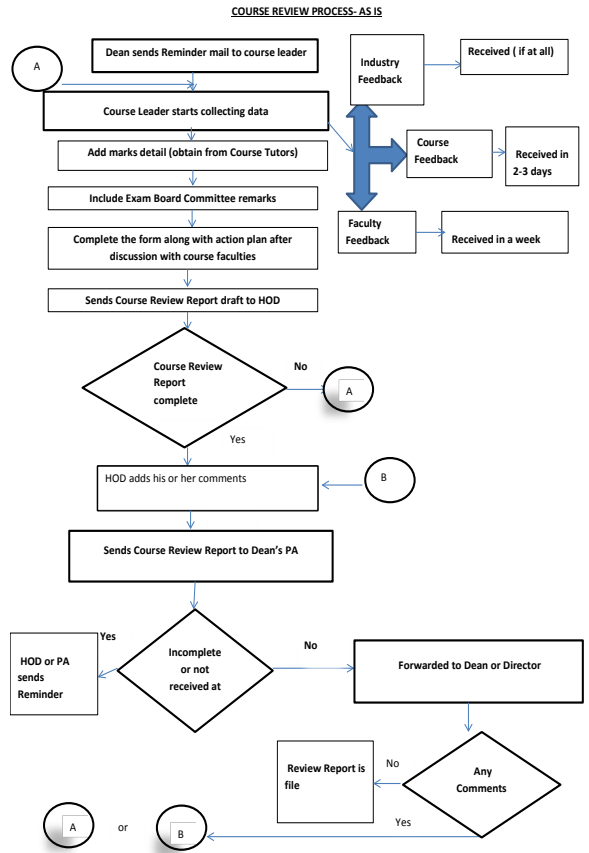 COURSE REVIEW PROCESS- AS IS
Dean sends Reminder mail to course leader
A
Course Leader starts collecting data
Industry
Feedback
Received ( if at all)
Course
Feedback
Received in
2-3 days
Faculty
Feedback
Received in a week
Add marks detail (obtain from Course Tutors)
Include Exam Board Committee remarks
Complete the form along with action plan after
discussion with course faculties
Sends Course Review Report draft to HOD
Course Review
Report
complete
No
A
Yes
HOD adds his or her comments
B
Sends Course Review Report to Dean's PA
Incomplete
or not
received at
Yes
HOD or PA
sends
Reminder
No
Forwarded to Dean or Director
Any
Comments
No
Review Report is
file
Yes
A
or
B